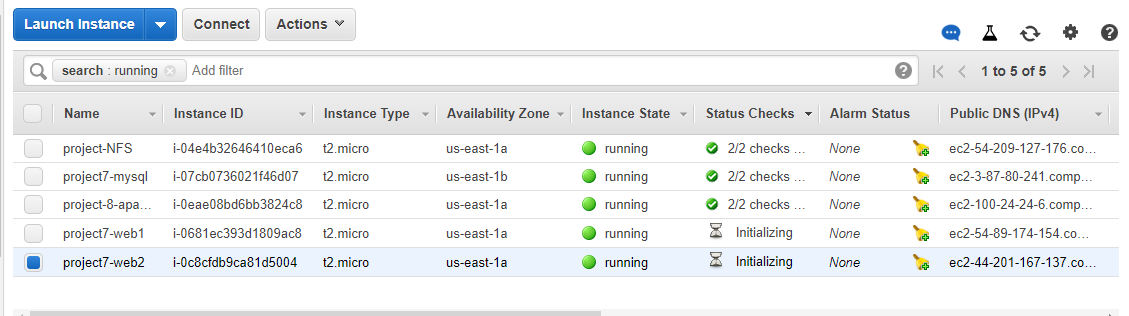 Launch Instance Connect Actions
search : running Add filter 1 to 5 of 5
Name Instance ID Instance Type Availability Zone Instance State Status Checks Alarm Status Public DNS (IPv4)
project-NFS i-04e4b32646410eca6 t2.micro us-east-1a running 2/2 checks ... None ec2-54-209-127-176.co...
project7-mysql i-07cb0736021f46d07 t2.micro us-east-1b running 2/2 checks ... None ec2-3-87-80-241.comp...
project-8-apa... i-0eae08bd6bb3824c8 t2.micro us-east-1a running 2/2 checks ... None ec2-100-24-24-6.comp...
project7-web1 i-0681ec393d1809ac8 t2.micro us-east-1a running Initializing None ec2-54-89-174-154.co...
project7-web2 i-0c8cfdb9ca81d5004 t2.micro us-east-1a running Initializing None ec2-44-201-167-137.co...